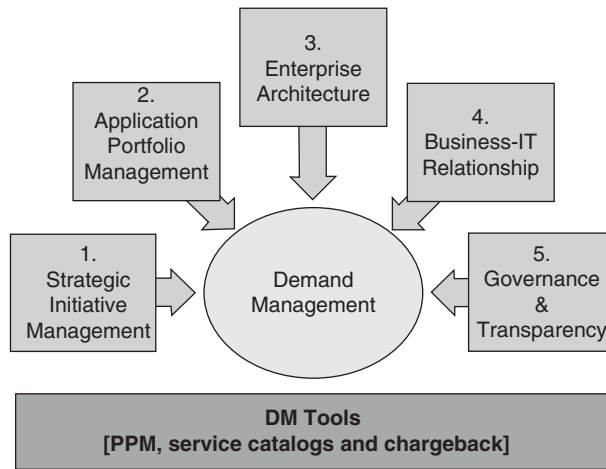 1.
Strategic
Initiative
Management
2.
Application
Portfolio
Management
3.
Enterprise
Architecture
4.
Business-IT
Relationship
5.
Governance
&
Transparency
Demand
Management
DM Tools
[PPM, service catalogs and chargeback]